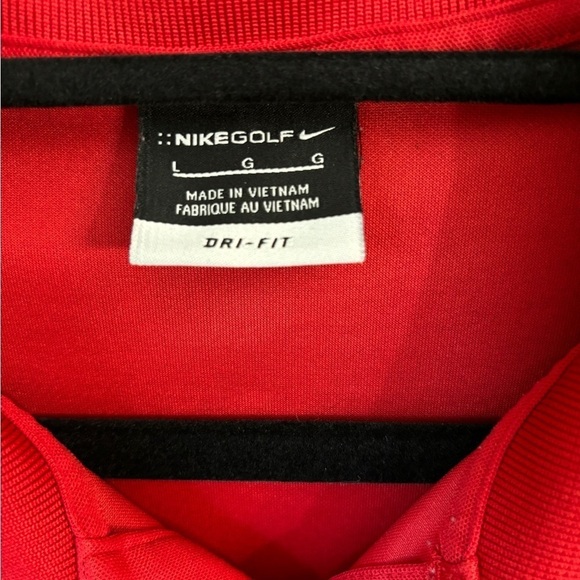 NIKEGOLF
L G G
MADE IN VIETNAM
FABRIQUE AU VIETNAM
DRI-FIT